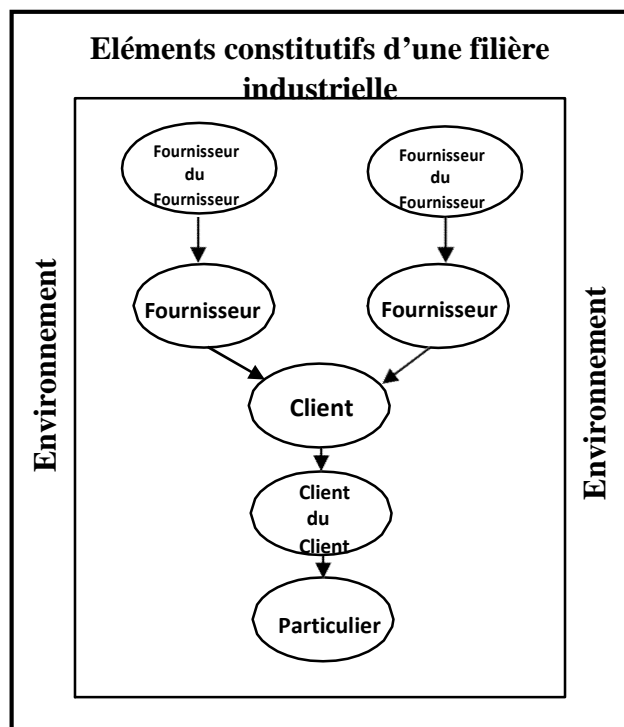 Eléments constitutifs d’une filière
industrielle
Fournisseur
du
Fournisseur
Fournisseur
du
Fournisseur
Environnement
Fournisseur
Fournisseur
Environnement
Client
Client
du
Client
Particulier